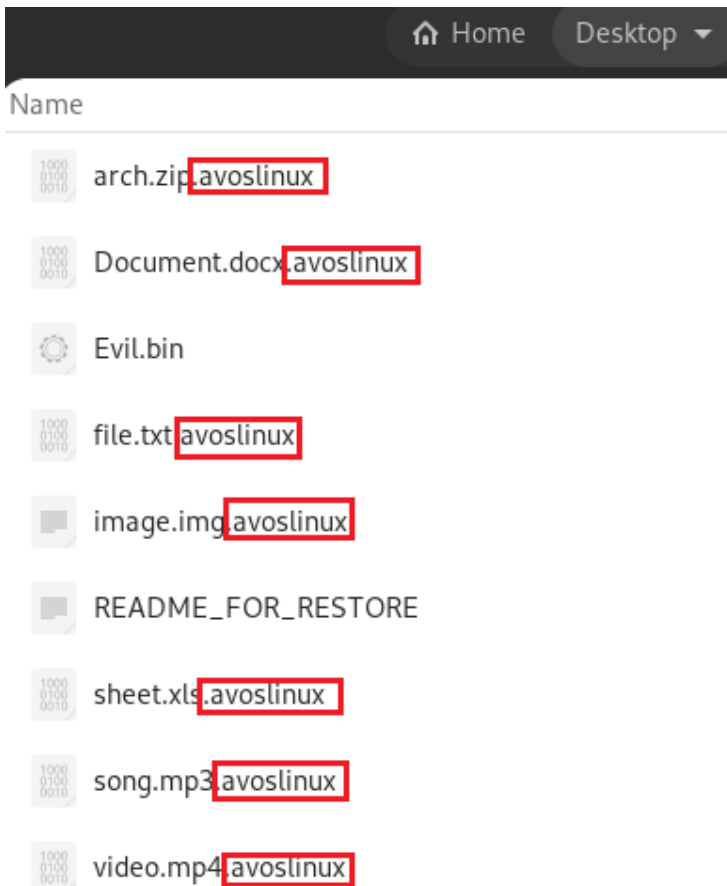 Home Desktop
Name
arch.zip.avoslinux
Document.docx.avoslinux
Evil.bin
file.txt.avoslinux
image.img.avoslinux
README_FOR_RESTORE
sheet.xls.avoslinux
song.mp3.avoslinux
video.mp4.avoslinux